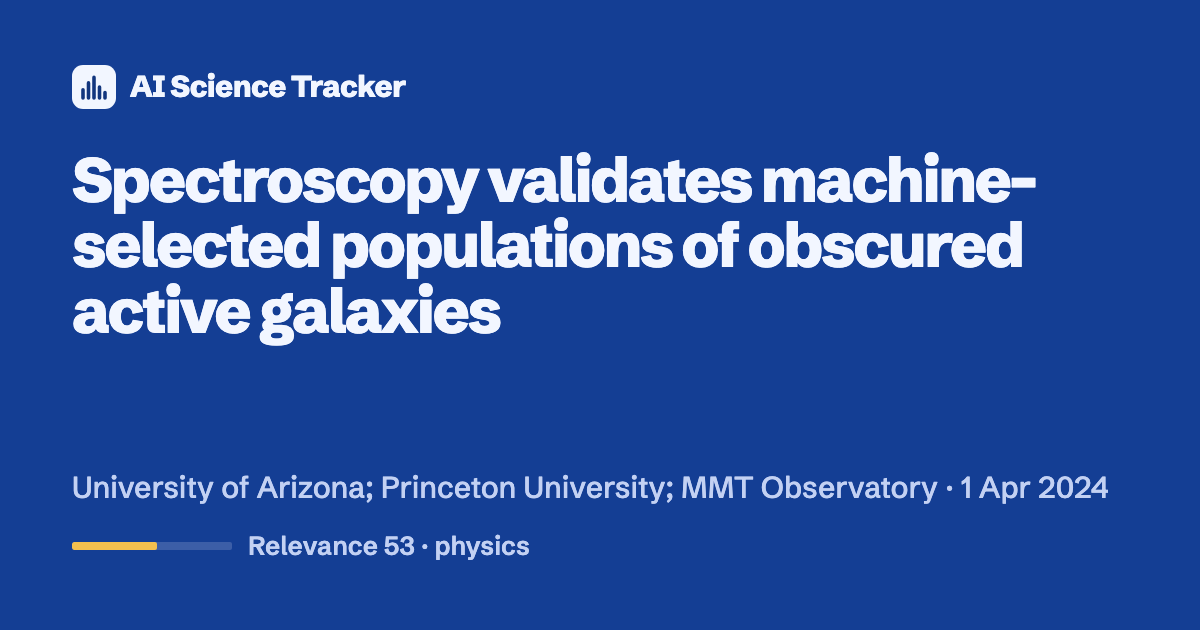 AI Science Tracker
Spectroscopy validates machine-
selected populations of obscured
active galaxies
University of Arizona; Princeton University; MMT Observatory · 1 Apr 2024
Relevance 53 · physics